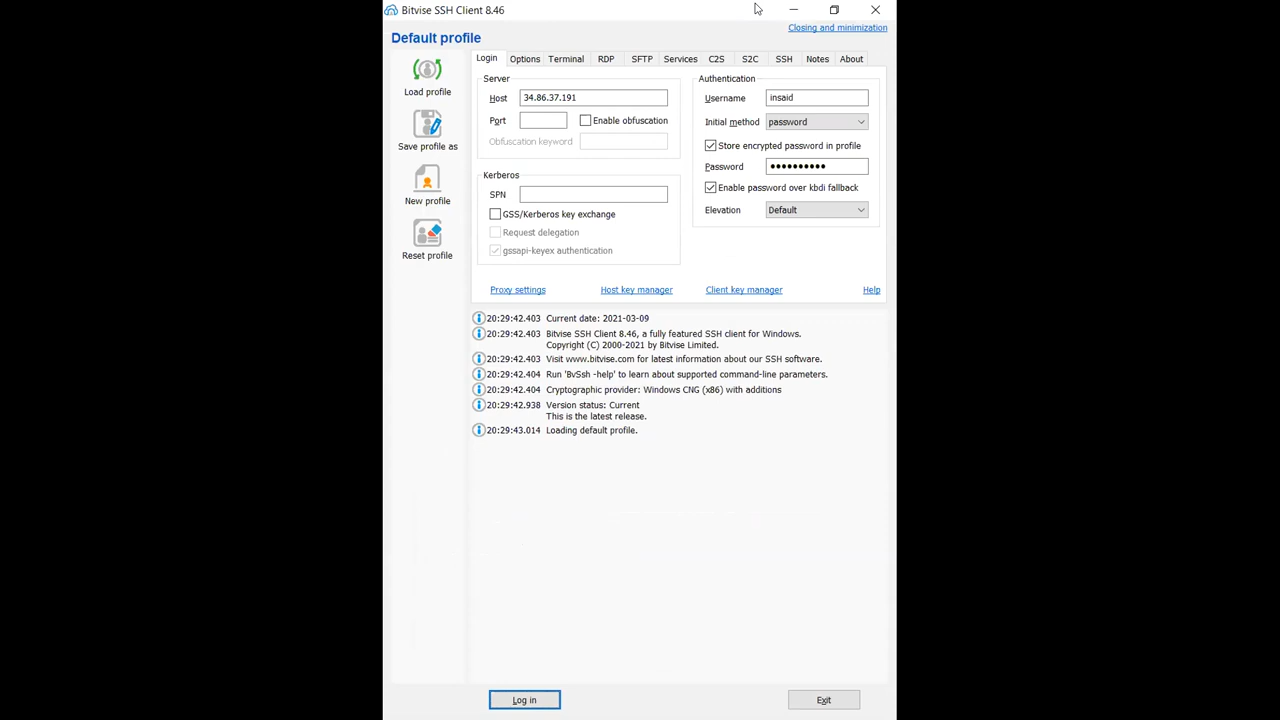 Bitvise SSH Client 8.46
Closing and minimization
Default profile
Load profile
Save profile as
New profile
Reset profile
Login Options Terminal RDP SFTP Services C2S S2C SSH Notes About
Server
Host 34.86.37.191
Port Enable obfuscation
Obfuscation keyword
Kerberos
SPN
GSS/Kerberos key exchange
Request delegation
gssapi-keyex authentication
Authentication
Username insaid
Initial method password
Store encrypted password in profile
Password ••••••••••
Enable password over kbdi fallback
Elevation Default
Proxy settings Host key manager Client key manager Help
20:29:42.403 Current date: 2021-03-09
20:29:42.403 Bitvise SSH Client 8.46, a fully featured SSH client for Windows.
Copyright (C) 2000-2021 by Bitvise Limited.
20:29:42.403 Visit www.bitvise.com for latest information about our SSH software.
20:29:42.404 Run 'BvSsh -help' to learn about supported command-line parameters.
20:29:42.404 Cryptographic provider: Windows CNG (x86) with additions
20:29:42.938 Version status: Current
This is the latest release.
20:29:43.014 Loading default profile.
Log in Exit